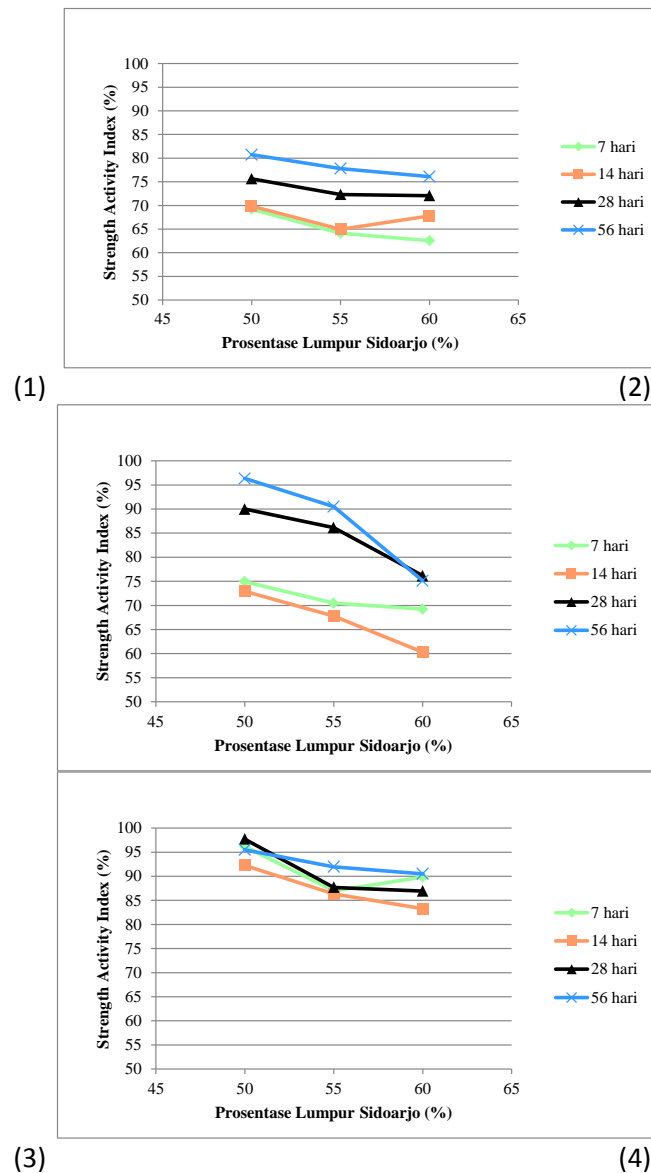 Strength Activity Index (%)
100
95
90
85
80
75
70
65
60
55
50
45
50
55
60
65
Prosentase Lumpur Sidoarjo (%)
7 hari
14 hari
28 hari
56 hari
(1)
(2)
Strength Activity Index (%)
100
95
90
85
80
75
70
65
60
55
50
45
50
55
60
65
Prosentase Lumpur Sidoarjo (%)
7 hari
14 hari
28 hari
56 hari
Strength Activity Index (%)
100
95
90
85
80
75
70
65
60
55
50
45
50
55
60
65
Prosentase Lumpur Sidoarjo (%)
7 hari
14 hari
28 hari
56 hari
(3)
(4)